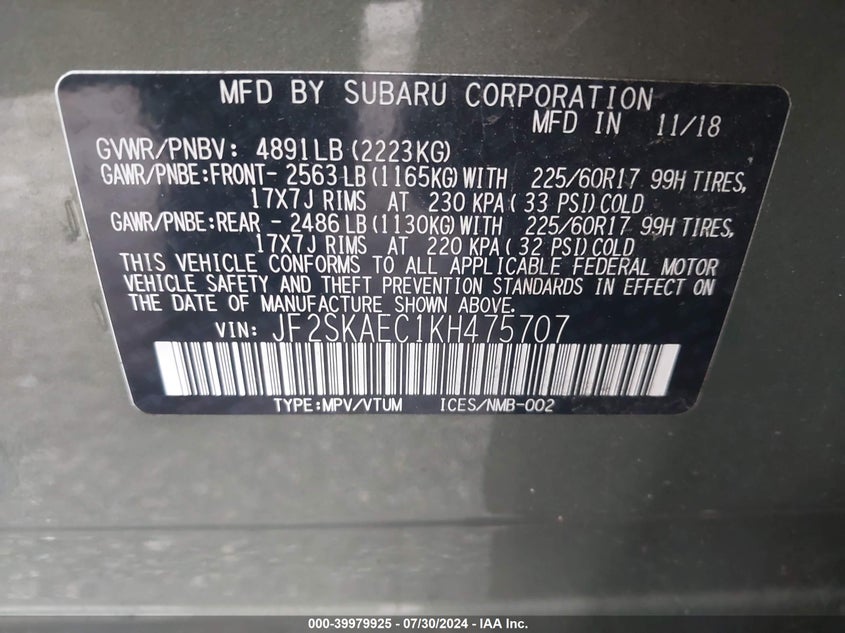 MFD BY SUBARU CORPORATION
MFD IN 11/18
GVWR/PNBV: 4891LB (2223KG)
GAWR/PNBE:FRONT- 2563 LB (1165KG) WITH 225/60R17 99H TIRES,
17X7J RIMS AT 230 KPA ( 33 PSI) COLD
GAWR/PNBE:REAR - 2486 LB (1130KG) WITH 225/60R17 99H TIRES,
17X7J RIMS AT 220 KPA ( 32 PSI) COLD
THIS VEHICLE CONFORMS TO ALL APPLICABLE FEDERAL MOTOR
VEHICLE SAFETY AND THEFT PREVENTION STANDARDS IN EFFECT ON
THE DATE OF MANUFACTURE SHOWN ABOVE.
VIN: JF2SKAEC1KH475707
TYPE:MPV/VTUM ICES/NMB-002
000-39979925 - 07/30/2024 - IAA Inc.